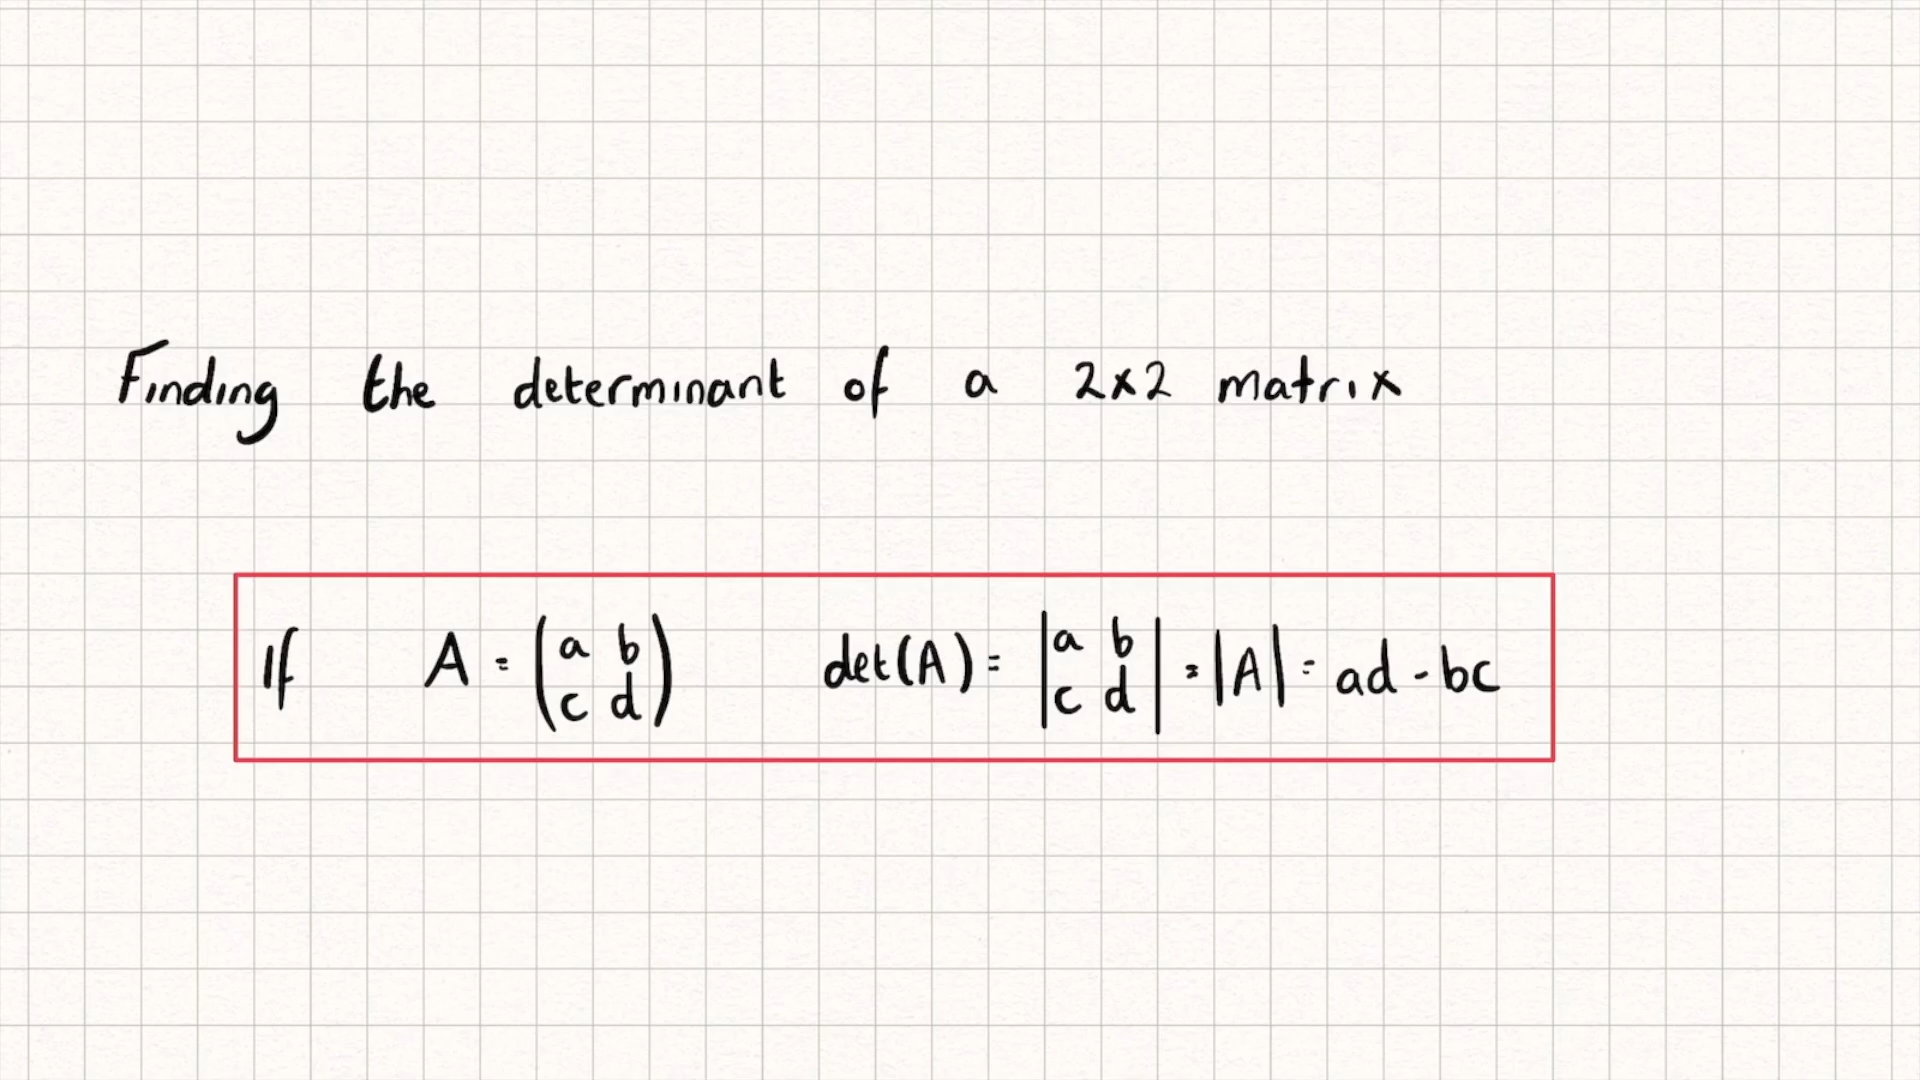 Finding the determinant of a 2x2 matrix
If A = (a b
c d) det(A) = |a b
c d| = |A| = ad - bc